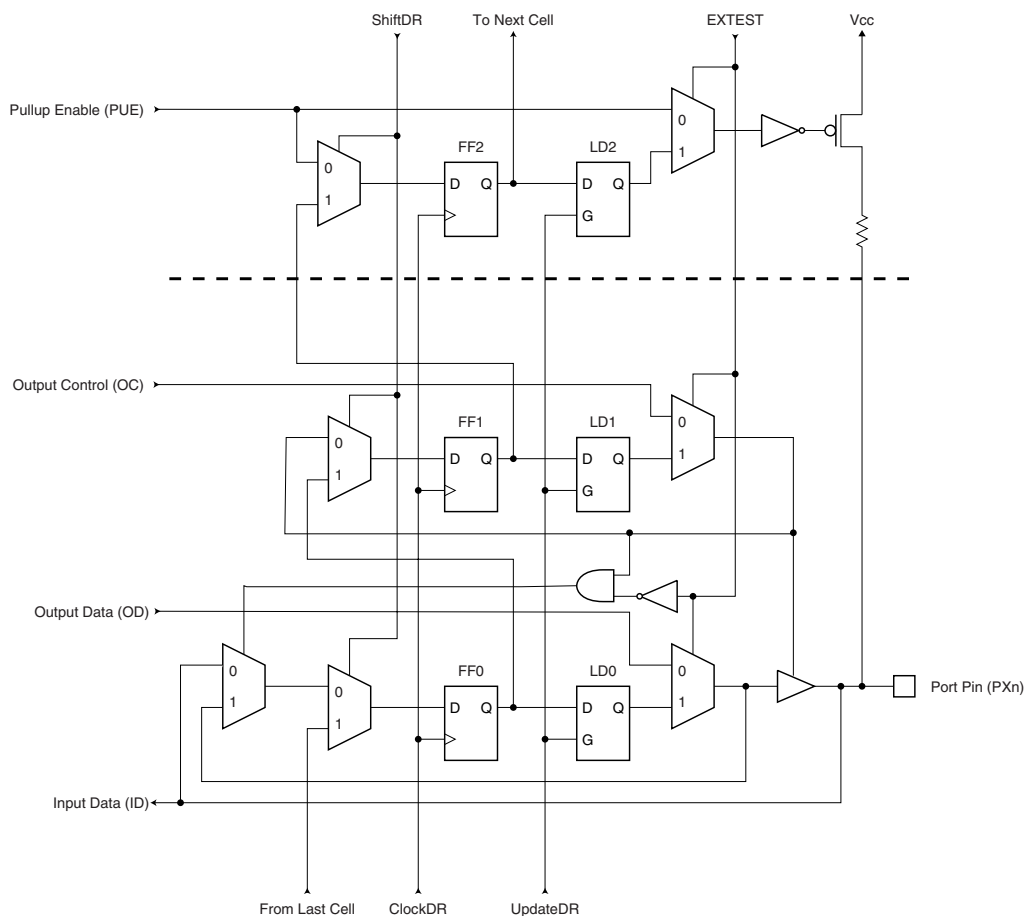 ShiftDR
To Next Cell
EXTEST
Vcc
Pullup Enable (PUE)
0
1
FF2
D Q
LD2
D Q
G
0
1
Output Control (OC)
0
1
FF1
D Q
LD1
D Q
G
0
1
Output Data (OD)
0
1
0
1
FF0
D Q
LD0
D Q
G
0
1
Port Pin (PXn)
Input Data (ID)
From Last Cell
ClockDR
UpdateDR